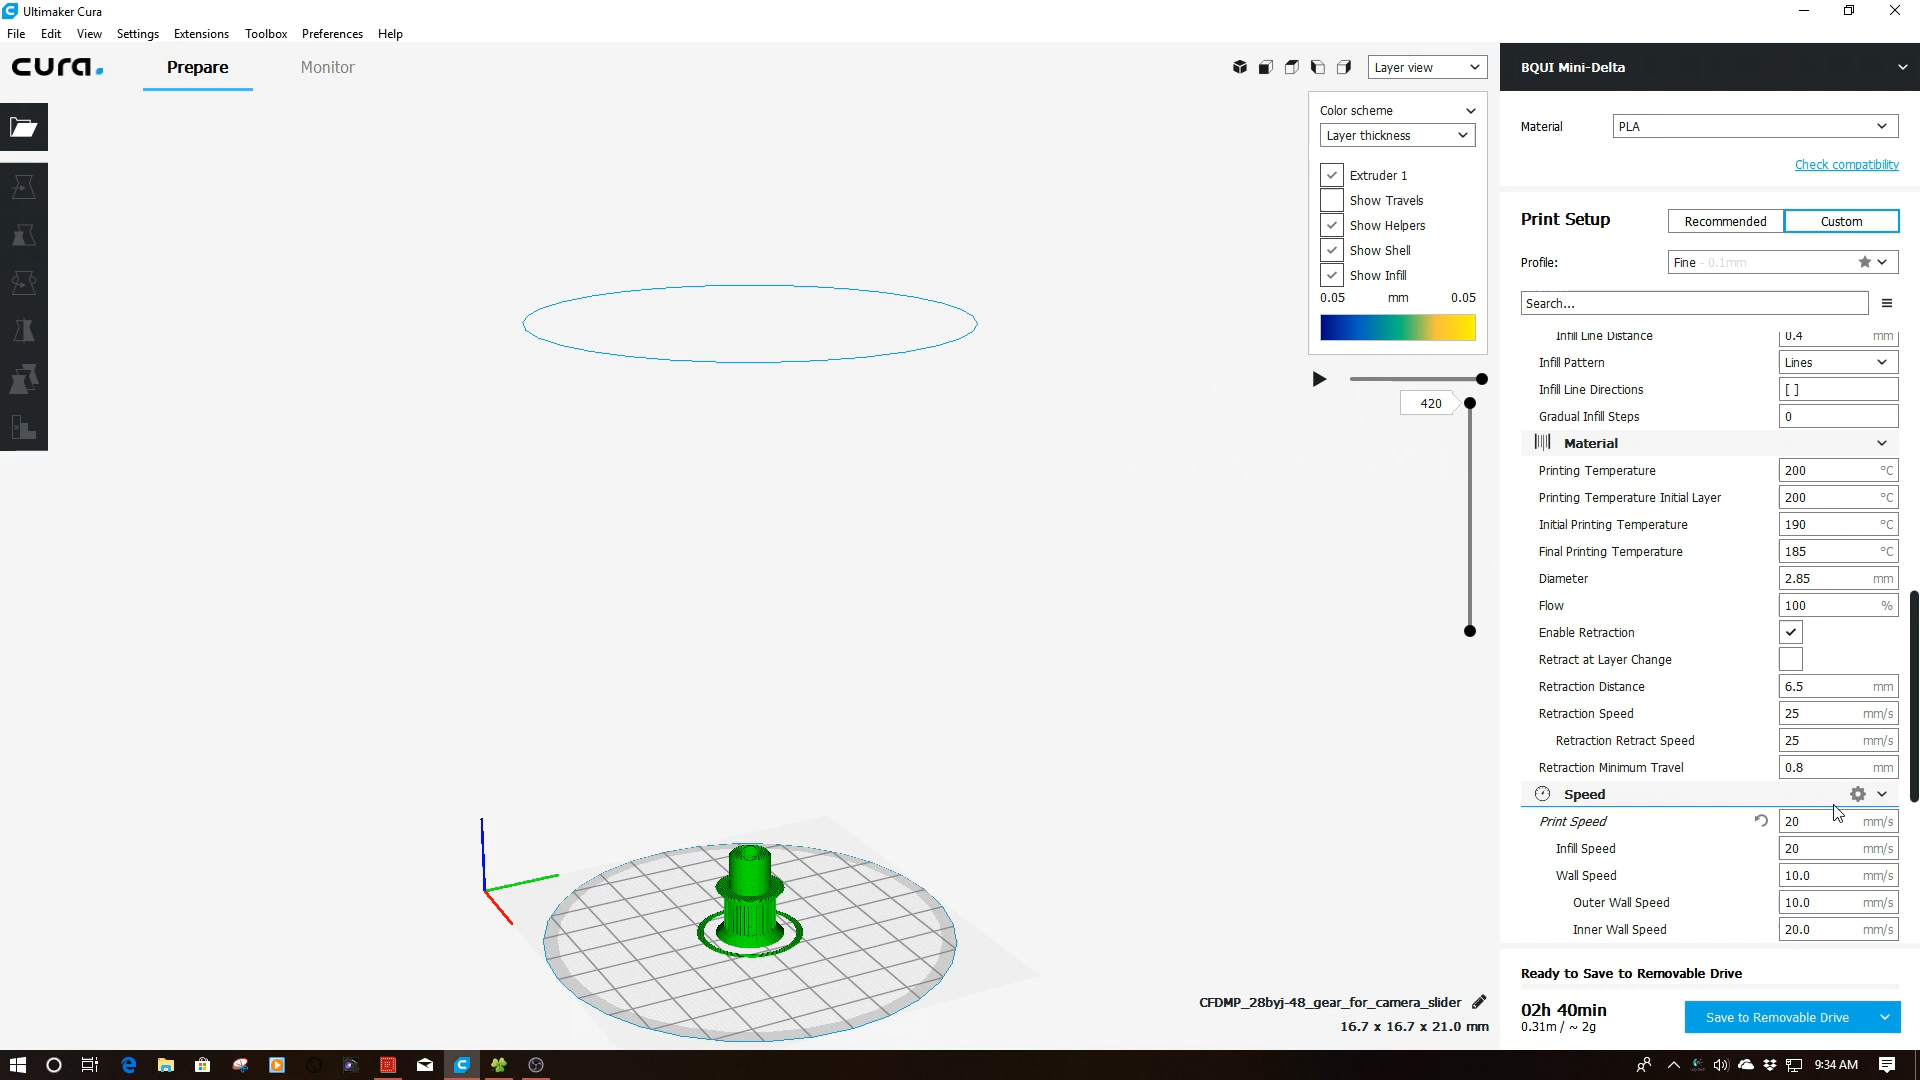 Ultimaker Cura
File Edit View Settings Extensions Toolbox Preferences Help
cura. Prepare Monitor
Layer view
BQUI Mini-Delta
Color scheme
Layer thickness
Extruder 1
Show Travels
Show Helpers
Show Shell
Show Infill
0.05 mm 0.05
420
Material PLA
Check compatibility
Print Setup Recommended Custom
Profile: Fine - 0.1mm
Search...
Infill Line Distance 0.4 mm
Infill Pattern Lines
Infill Line Directions [ ]
Gradual Infill Steps 0
Material
Printing Temperature 200 °C
Printing Temperature Initial Layer 200 °C
Initial Printing Temperature 190 °C
Final Printing Temperature 185 °C
Diameter 2.85 mm
Flow 100 %
Enable Retraction
Retract at Layer Change
Retraction Distance 6.5 mm
Retraction Speed 25 mm/s
Retraction Retract Speed 25 mm/s
Retraction Minimum Travel 0.8 mm
Speed
Print Speed 20 mm/s
Infill Speed 20 mm/s
Wall Speed 10.0 mm/s
Outer Wall Speed 10.0 mm/s
Inner Wall Speed 20.0 mm/s
CFDMP_28byj-48_gear_for_camera_slider
16.7 x 16.7 x 21.0 mm
Ready to Save to Removable Drive
02h 40min
0.31m / ~ 2g
Save to Removable Drive
9:34 AM